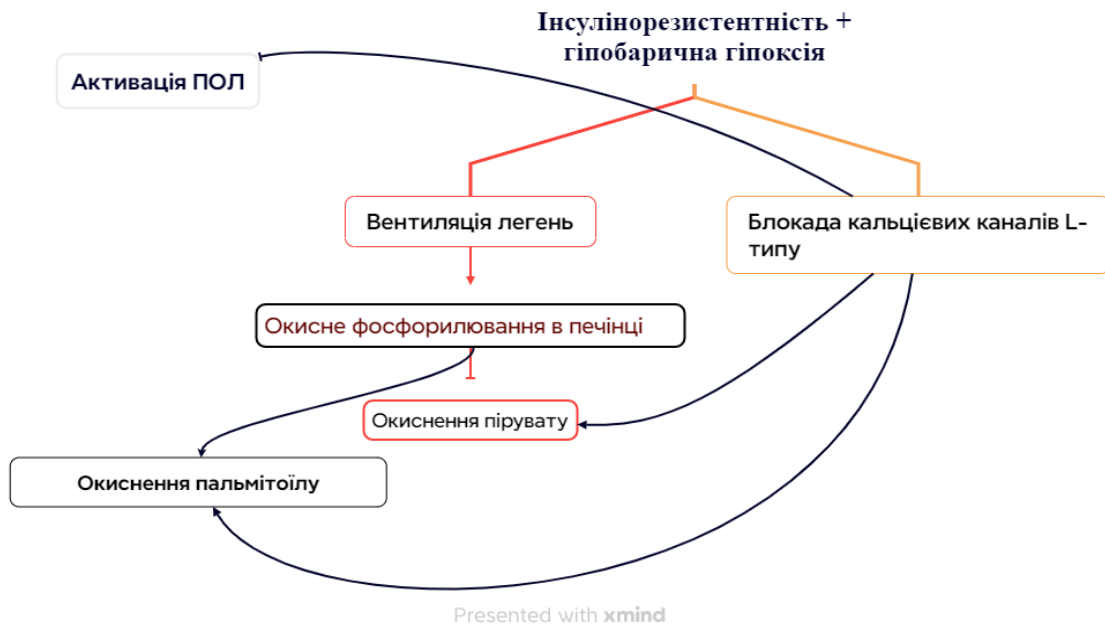 Інсулінорезистентність +
гіпобарична гіпоксія
Активація ПОЛ
Вентиляція легень
Блокада кальцієвих каналів L-
типу
Окисне фосфорилювання в печінці
Окиснення пірувату
Окиснення пальмітоїлу
Presented with xmind